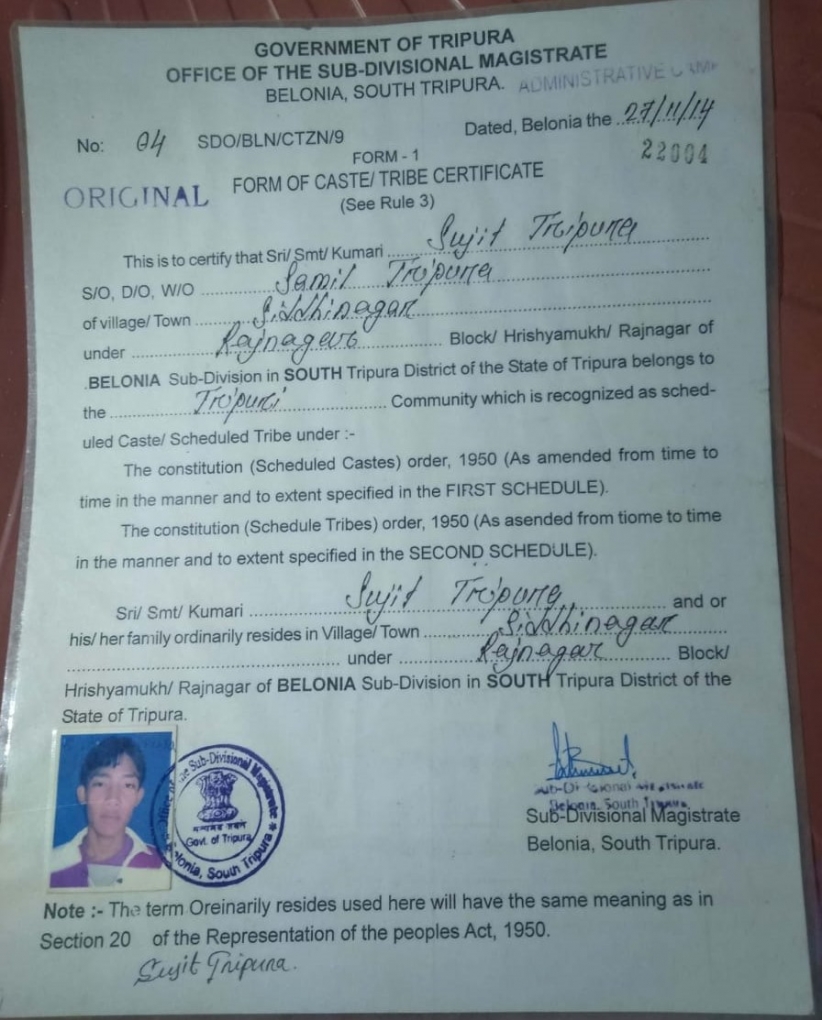 GOVERNMENT OF TRIPURA
OFFICE OF THE SUB-DIVISIONAL MAGISTRATE
BELONIA, SOUTH TRIPURA. ADMINISTRATIVE CAMP
No: 04 SDO/BLN/CTZN/9 Dated, Belonia the 27/11/14
FORM - 1 22004
ORIGINAL FORM OF CASTE/ TRIBE CERTIFICATE
(See Rule 3)
This is to certify that Sri/ Smt/ Kumari Sujit Tripura
S/O, D/O, W/O Samil Tripura
of village/ Town Siddhinagar
under Rajnagar Block/ Hrishyamukh/ Rajnagar of
BELONIA Sub-Division in SOUTH Tripura District of the State of Tripura belongs to
the Tripuri Community which is recognized as sched-
uled Caste/ Scheduled Tribe under :-
The constitution (Scheduled Castes) order, 1950 (As amended from time to
time in the manner and to extent specified in the FIRST SCHEDULE).
The constitution (Schedule Tribes) order, 1950 (As asended from tiome to time
in the manner and to extent specified in the SECOND SCHEDULE).
Sri/ Smt/ Kumari Sujit Tripura and or
his/ her family ordinarily resides in Village/ Town Siddhinagar
under Rajnagar Block/
Hrishyamukh/ Rajnagar of BELONIA Sub-Division in SOUTH Tripura District of the
State of Tripura.
Office of the Sub-Divisional Magistrate
सत्यमेव जयते
Govt. of Tripura
Belonia, South Tripura
Sub-Divisional Magistrate
Belonia, South Tripura
Sub-Divisional Magistrate
Belonia, South Tripura.
Note :- The term Oreinarily resides used here will have the same meaning as in
Section 20 of the Representation of the peoples Act, 1950.
Sujit Tripura.